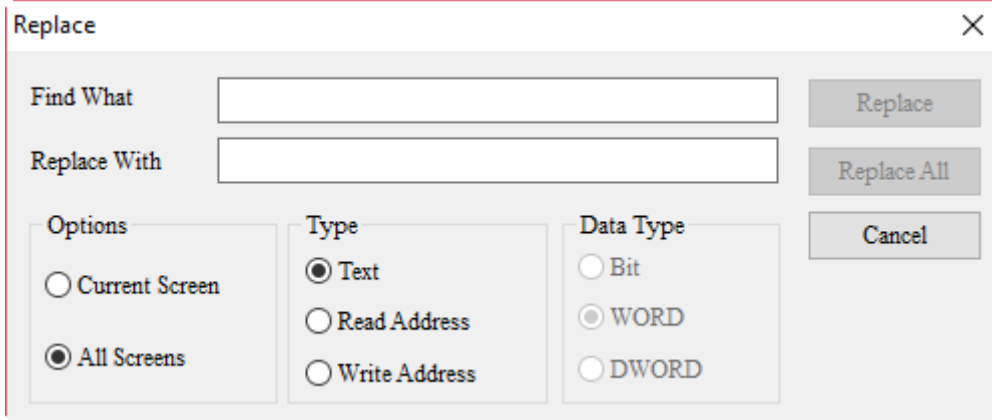 Replace
Find What
Replace
Replace With
Replace All
Cancel
Options
Current Screen
All Screens
Type
Text
Read Address
Write Address
Data Type
Bit
WORD
DWORD